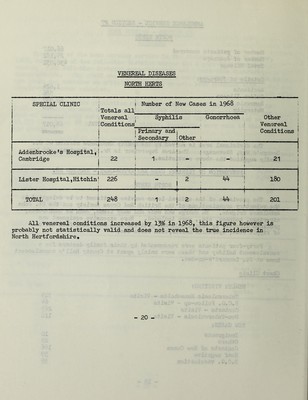 VENEREAL DISEASES
NORTH HERTS
SPECIAL CLINIC
Totals all Venereal Conditions
Number of New Cases in 1968
Syphilis
Gonorrhoea
Other Venereal Conditions
Primary and Secondary
Other
Addenbrooke's Hospital, Cambridge 22 1 - - 21
Lister Hospital, Hitchin 226 - 2 44 180
TOTAL 248 1 2 44 201
All venereal conditions increased by 13% in 1968, this figure however is
probably not statistically valid and does not reveal the true incidence in
North Hertfordshire.
- 20 -